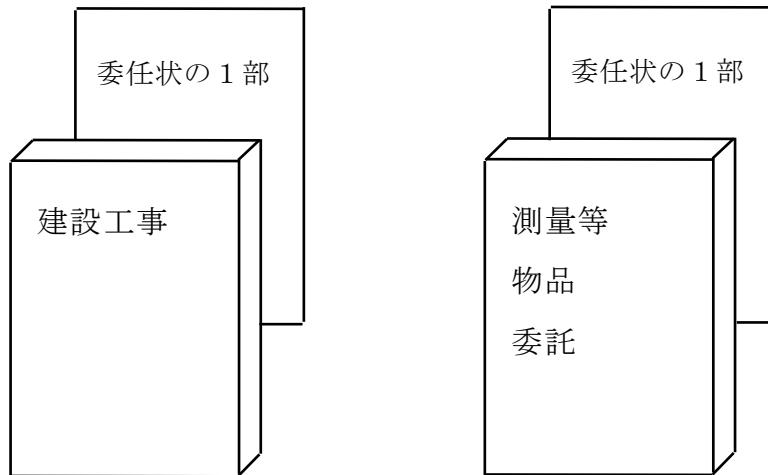 委任状の１部
建設工事
委任状の１部
測量等
物品
委託